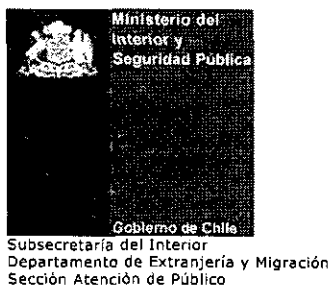 Ministerio del
Interior y
Seguridad Pública
Gobierno de Chile
Subsecretaría del Interior
Departamento de Extranjería y Migración
Sección Atención de Público